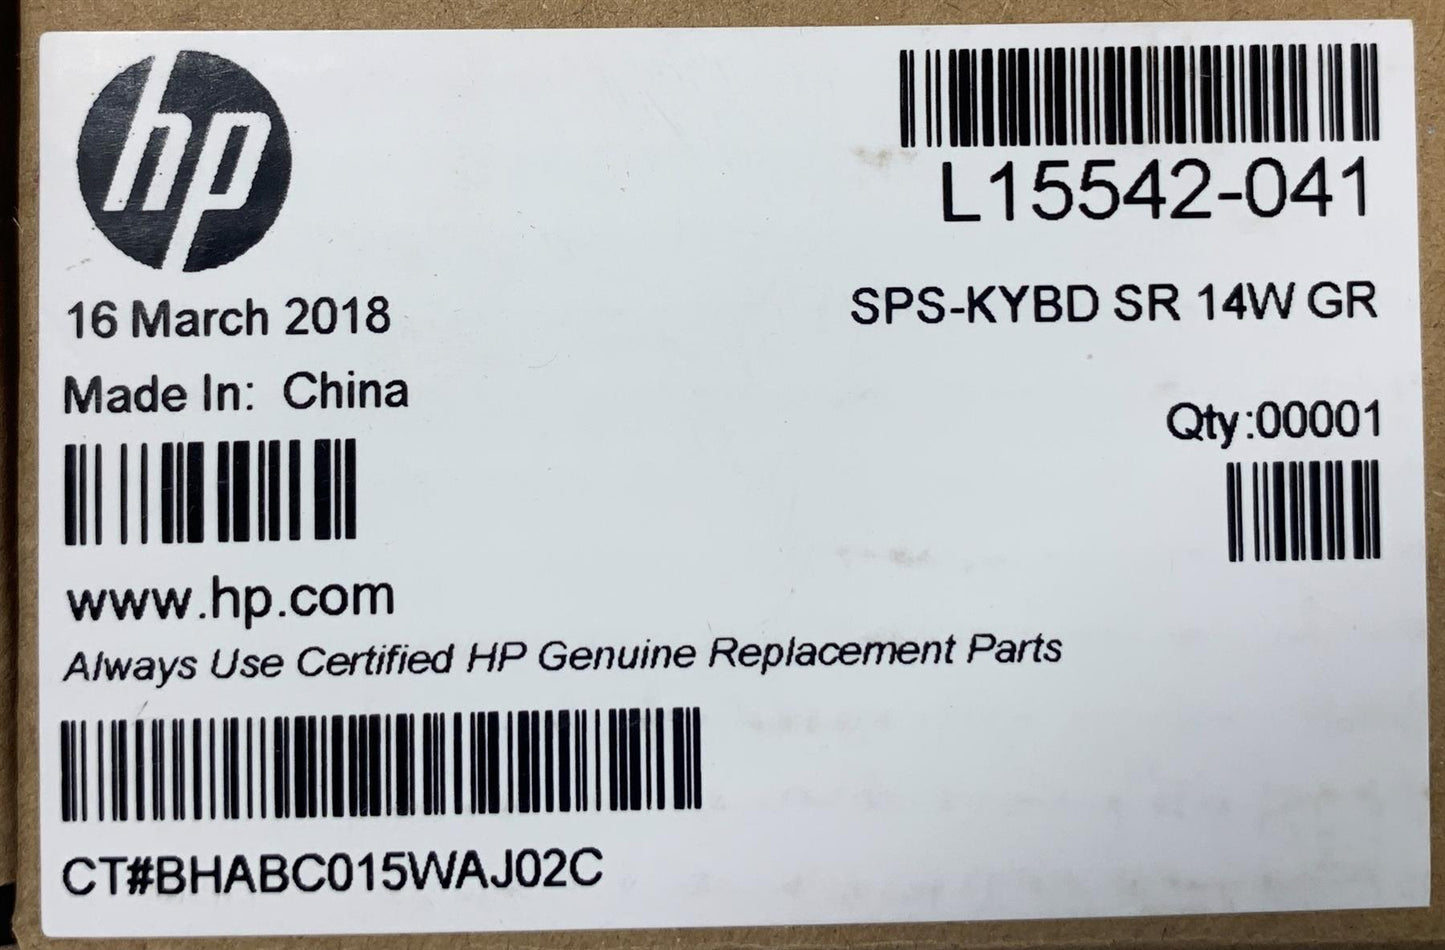 hp
L15542-041
16 March 2018
SPS-KYBD SR 14W GR
Made In: China
Qty:00001
www.hp.com
Always Use Certified HP Genuine Replacement Parts
CT#BHABC015WAJ02C